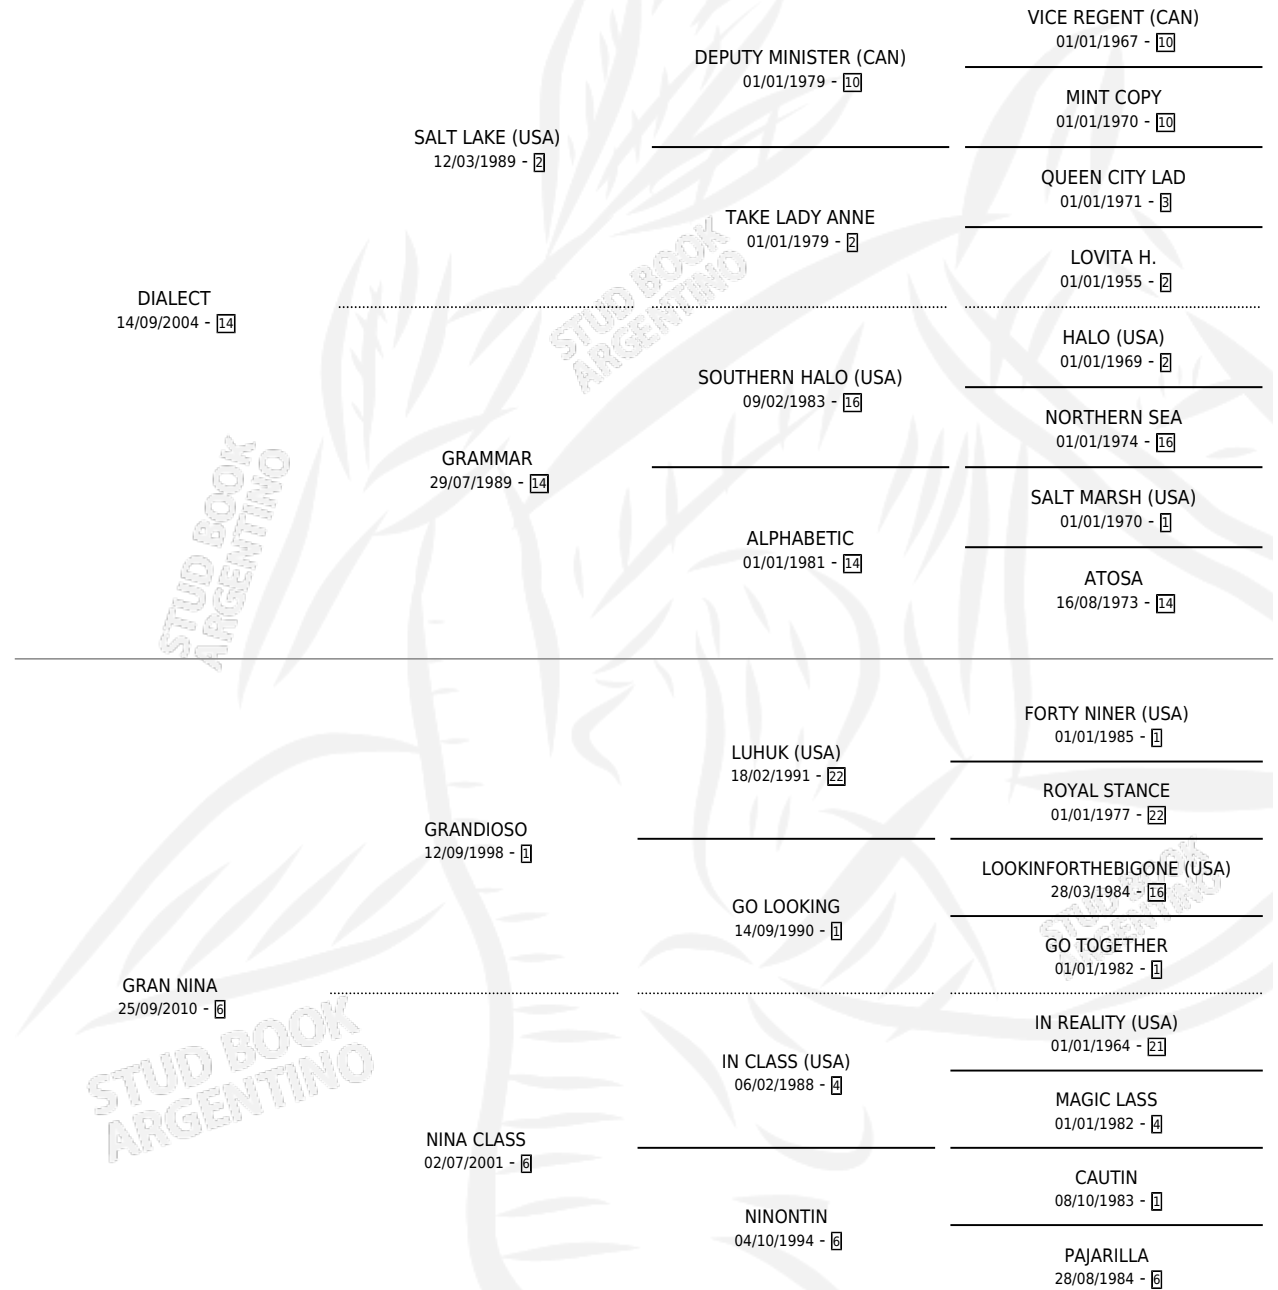 VICE REGENT (CAN)
01/01/1967 - 10
DEPUTY MINISTER (CAN)
01/01/1979 - 10
MINT COPY
01/01/1970 - 10
SALT LAKE (USA)
12/03/1989 - 2
QUEEN CITY LAD
01/01/1971 - 3
TAKE LADY ANNE
01/01/1979 - 2
LOVITA H.
01/01/1955 - 2
DIALECT
14/09/2004 - 14
HALO (USA)
01/01/1969 - 2
SOUTHERN HALO (USA)
09/02/1983 - 16
NORTHERN SEA
01/01/1974 - 16
GRAMMAR
29/07/1989 - 14
SALT MARSH (USA)
01/01/1970 - 1
ALPHABETIC
01/01/1981 - 14
ATOSA
16/08/1973 - 14
FORTY NINER (USA)
01/01/1985 - 1
LUHUK (USA)
18/02/1991 - 22
ROYAL STANCE
01/01/1977 - 22
GRANDIOSO
12/09/1998 - 1
LOOKINFORTHEBIGONE (USA)
28/03/1984 - 16
GO LOOKING
14/09/1990 - 1
GO TOGETHER
01/01/1982 - 1
GRAN NINA
25/09/2010 - 6
IN REALITY (USA)
01/01/1964 - 21
IN CLASS (USA)
06/02/1988 - 4
MAGIC LASS
01/01/1982 - 4
NINA CLASS
02/07/2001 - 6
CAUTIN
08/10/1983 - 1
NINONTIN
04/10/1994 - 6
PAJARILLA
28/08/1984 - 6
STUD BOOK
ARGENTINO
STUD BOOK
ARGENTINO
STUD BOOK
ARGENTINO
STUD BOOK
ARGENTINO